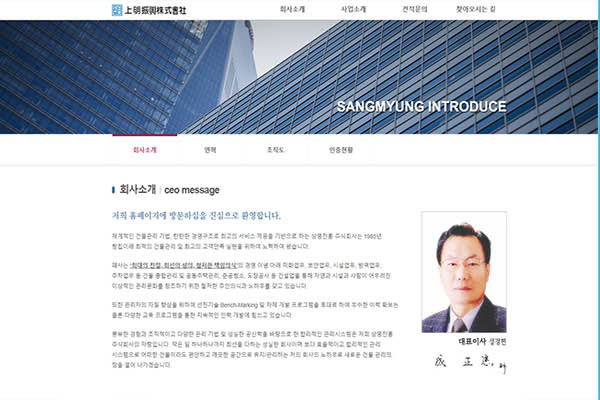 上明振興株式會社
회사소개 사업소개 견적문의 찾아오시는 길
SANGMYUNG INTRODUCE
회사소개 연혁 조직도 인증현황
회사소개 | ceo message
저희 홈페이지에 방문하심을 진심으로 환영합니다.
체계적인 건물관리 기법, 탄탄한 경영구조로 최고의 서비스 제공을 기반으로 하는 상명진흥 주식회사는 1985년
창립이래 최적의 건물관리 및 최고의 고객만족 실현을 위하여 노력하여 왔습니다.
폐사는 "최대의 친절, 최선의 생산, 철저한 책임의식"의 경영 이념 아래 미화업무, 보안업무, 시설업무, 방역업무,
주차업무 등 건물 종합관리 및 공동주택관리, 준공청소, 도장공사 등 건설업을 통해 자연과 시설과 사람이 어우러진
이상적인 관리문화를 창조하기 위한 철저한 주인의식과 노하우를 갖고 있습니다.
또한 관리자의 자질 향상을 위하여 선진기술 Bench-Marking 및 자체 개발 프로그램을 토대로 하여 우수한 인력 확보는
물론 다양한 교육 프로그램을 통한 지속적인 인력 개발에 힘쓰고 있습니다.
풍부한 경험과 조직적이고 다양한 관리 기법 및 성실한 공신력을 바탕으로 한 합리적인 관리시스템은 저희 상명진흥
주식회사의 자랑입니다. 작은 일 하나하나까지 최선을 다하는 성실한 회사이며 보다 효율적이고 합리적인 관리
시스템으로 어떠한 건물이라도 편안하고 깨끗한 공간으로 유지/관리하는 저희 회사의 노하우로 새로운 건물 관리의
장을 열어 나가겠습니다.
대표이사 성정현